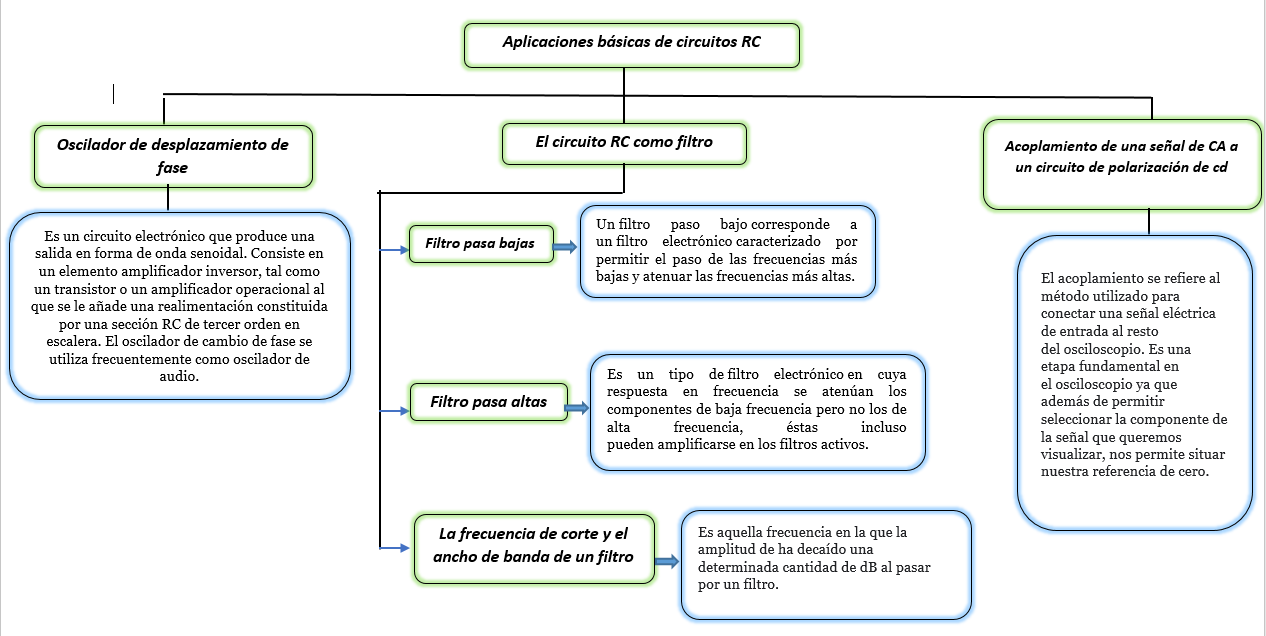 Aplicaciones básicas de circuitos RC
Oscilador de desplazamiento de
fase
Es un circuito electrónico que produce una
salida en forma de onda senoidal. Consiste en
un elemento amplificador inversor, tal como
un transistor o un amplificador operacional al
que se le añade una realimentación constituida
por una sección RC de tercer orden en
escalera. El oscilador de cambio de fase se
utiliza frecuentemente como oscilador de
audio.
El circuito RC como filtro
Filtro pasa bajas
Un filtro paso bajo corresponde a
un filtro electrónico caracterizado por
permitir el paso de las frecuencias más
bajas y atenuar las frecuencias más altas.
Filtro pasa altas
Es un tipo de filtro electrónico en cuya
respuesta en frecuencia se atenúan los
componentes de baja frecuencia pero no los de
alta frecuencia, éstas incluso
pueden amplificarse en los filtros activos.
La frecuencia de corte y el
ancho de banda de un filtro
Es aquella frecuencia en la que la
amplitud de ha decaído una
determinada cantidad de dB al pasar
por un filtro.
Acoplamiento de una señal de CA a
un circuito de polarización de cd
El acoplamiento se refiere al
método utilizado para
conectar una señal eléctrica
de entrada al resto
del osciloscopio. Es una
etapa fundamental en
el osciloscopio ya que
además de permitir
seleccionar la componente de
la señal que queremos
visualizar, nos permite situar
nuestra referencia de cero.